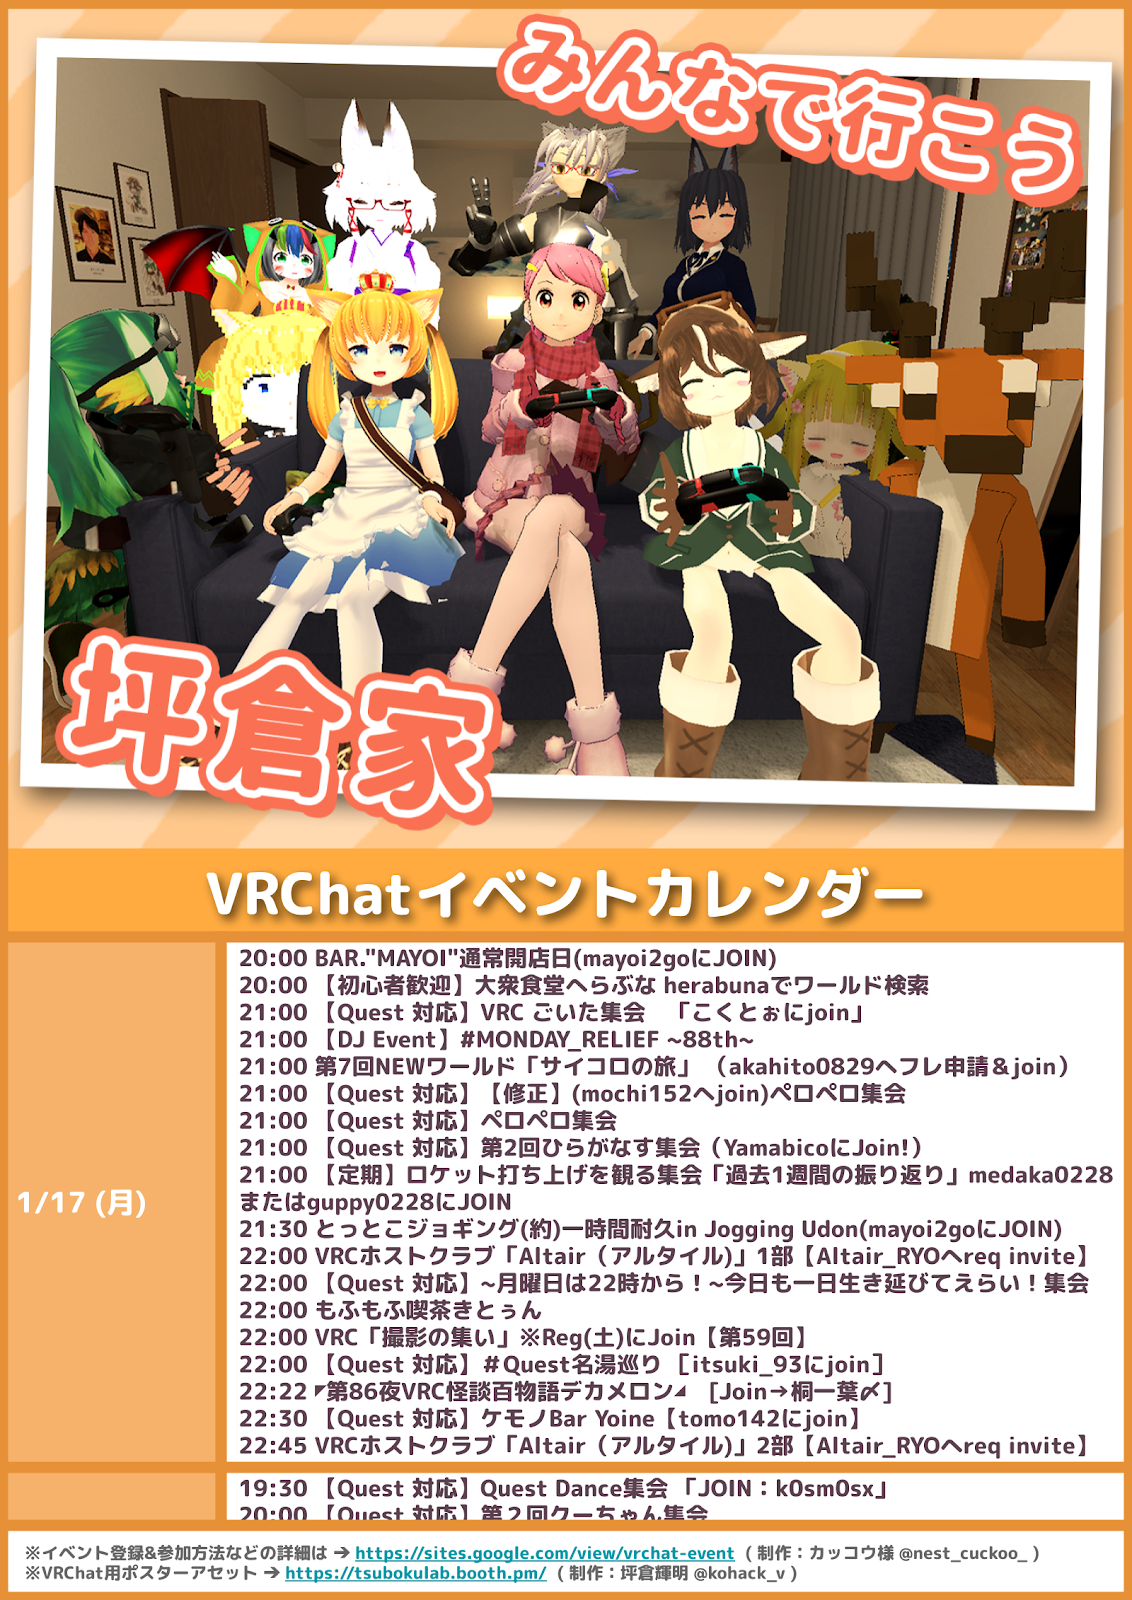 みんなで行こう
坪倉家
VRChatイベントカレンダー
1/17 (月)
20:00 BAR."MAYOI"通常開店日(mayoi2goにJOIN)
20:00 【初心者歓迎】大衆食堂へらぶな herabunaでワールド検索
21:00 【Quest 対応】VRC ごいた集会　「こくとぉにjoin」
21:00 【DJ Event】#MONDAY_RELIEF ~88th~
21:00 第7回NEWワールド「サイコロの旅」（akahito0829へフレ申請＆join）
21:00 【Quest 対応】【修正】(mochi152へjoin)ペロペロ集会
21:00 【Quest 対応】ペロペロ集会
21:00 【Quest 対応】第2回ひらがなす集会（YamabicoにJoin!）
21:00 【定期】ロケット打ち上げを観る集会「過去1週間の振り返り」medaka0228
またはguppy0228にJOIN
21:30 とっとこジョギング(約)一時間耐久in Jogging Udon(mayoi2goにJOIN)
22:00 VRCホストクラブ「Altair（アルタイル)」1部【Altair_RYOへreq invite】
22:00 【Quest 対応】~月曜日は22時から！~今日も一日生き延びてえらい！集会
22:00 もふもふ喫茶きとぅん
22:00 VRC「撮影の集い」※Reg(土)にJoin【第59回】
22:00 【Quest 対応】＃Quest名湯巡り［itsuki_93にjoin］
22:22 ◤第86夜VRC怪談百物語デカメロン◢　[Join→桐一葉〆]
22:30 【Quest 対応】ケモノBar Yoine【tomo142にjoin】
22:45 VRCホストクラブ「Altair（アルタイル)」2部【Altair_RYOへreq invite】
19:30 【Quest 対応】Quest Dance集会 「JOIN：k0sm0sx」
20:00 【Quest 対応】第２回クーちゃん集会
※イベント登録&参加方法などの詳細は → https://sites.google.com/view/vrchat-event ( 制作：カッコウ様 @nest_cuckoo_ )
※VRChat用ポスターアセット → https://tsubokulab.booth.pm/ ( 制作：坪倉輝明 @kohack_v )